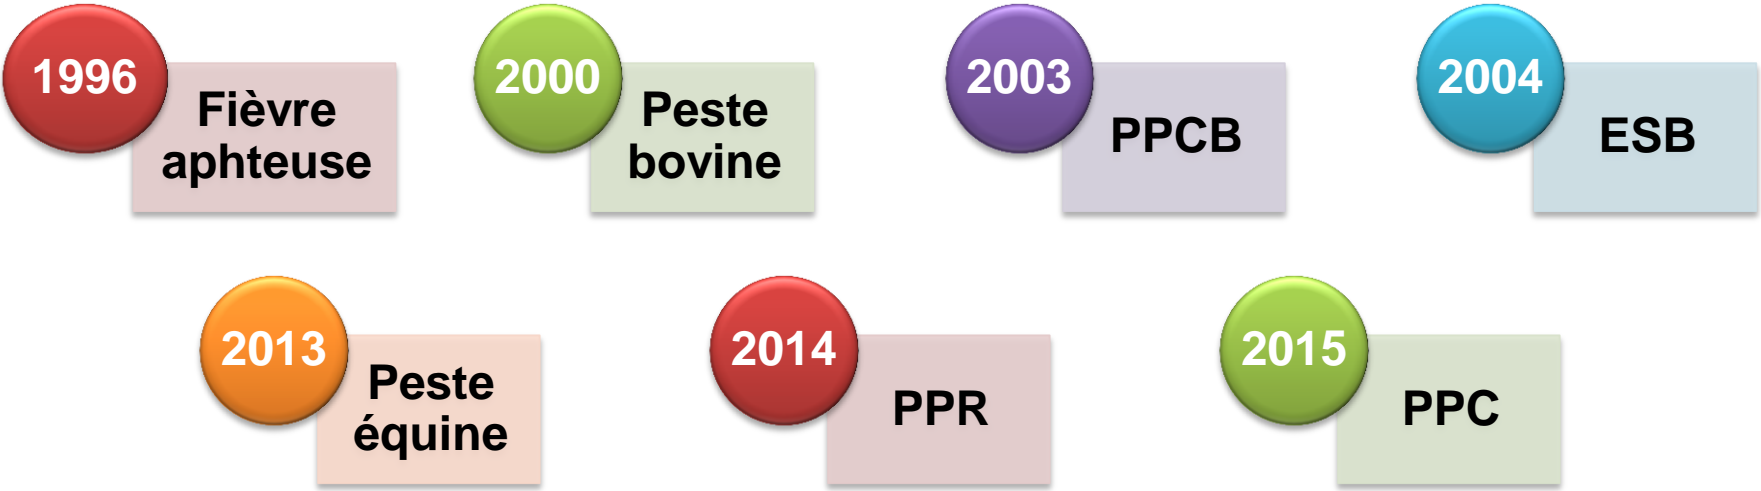 1996
Fièvre
aphteuse
2000
Peste
bovine
2003
PPCB
2004
ESB
2013
Peste
équine
2014
PPR
2015
PPC